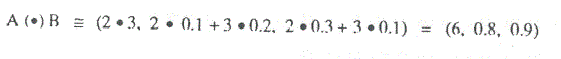 A (•) B ≅ (2 • 3, 2 • 0.1 + 3 • 0.2, 2 • 0.3 + 3 • 0.1) = (6, 0.8, 0.9)